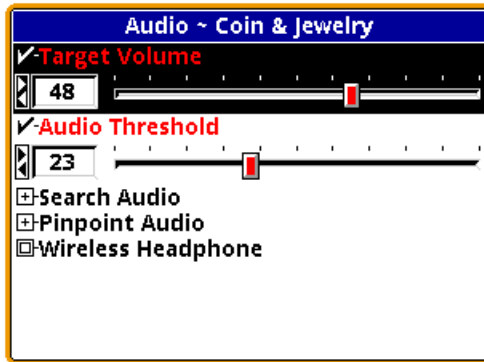 Audio ~ Coin & Jewelry
Target Volume
48
Audio Threshold
23
Search Audio
Pinpoint Audio
Wireless Headphone